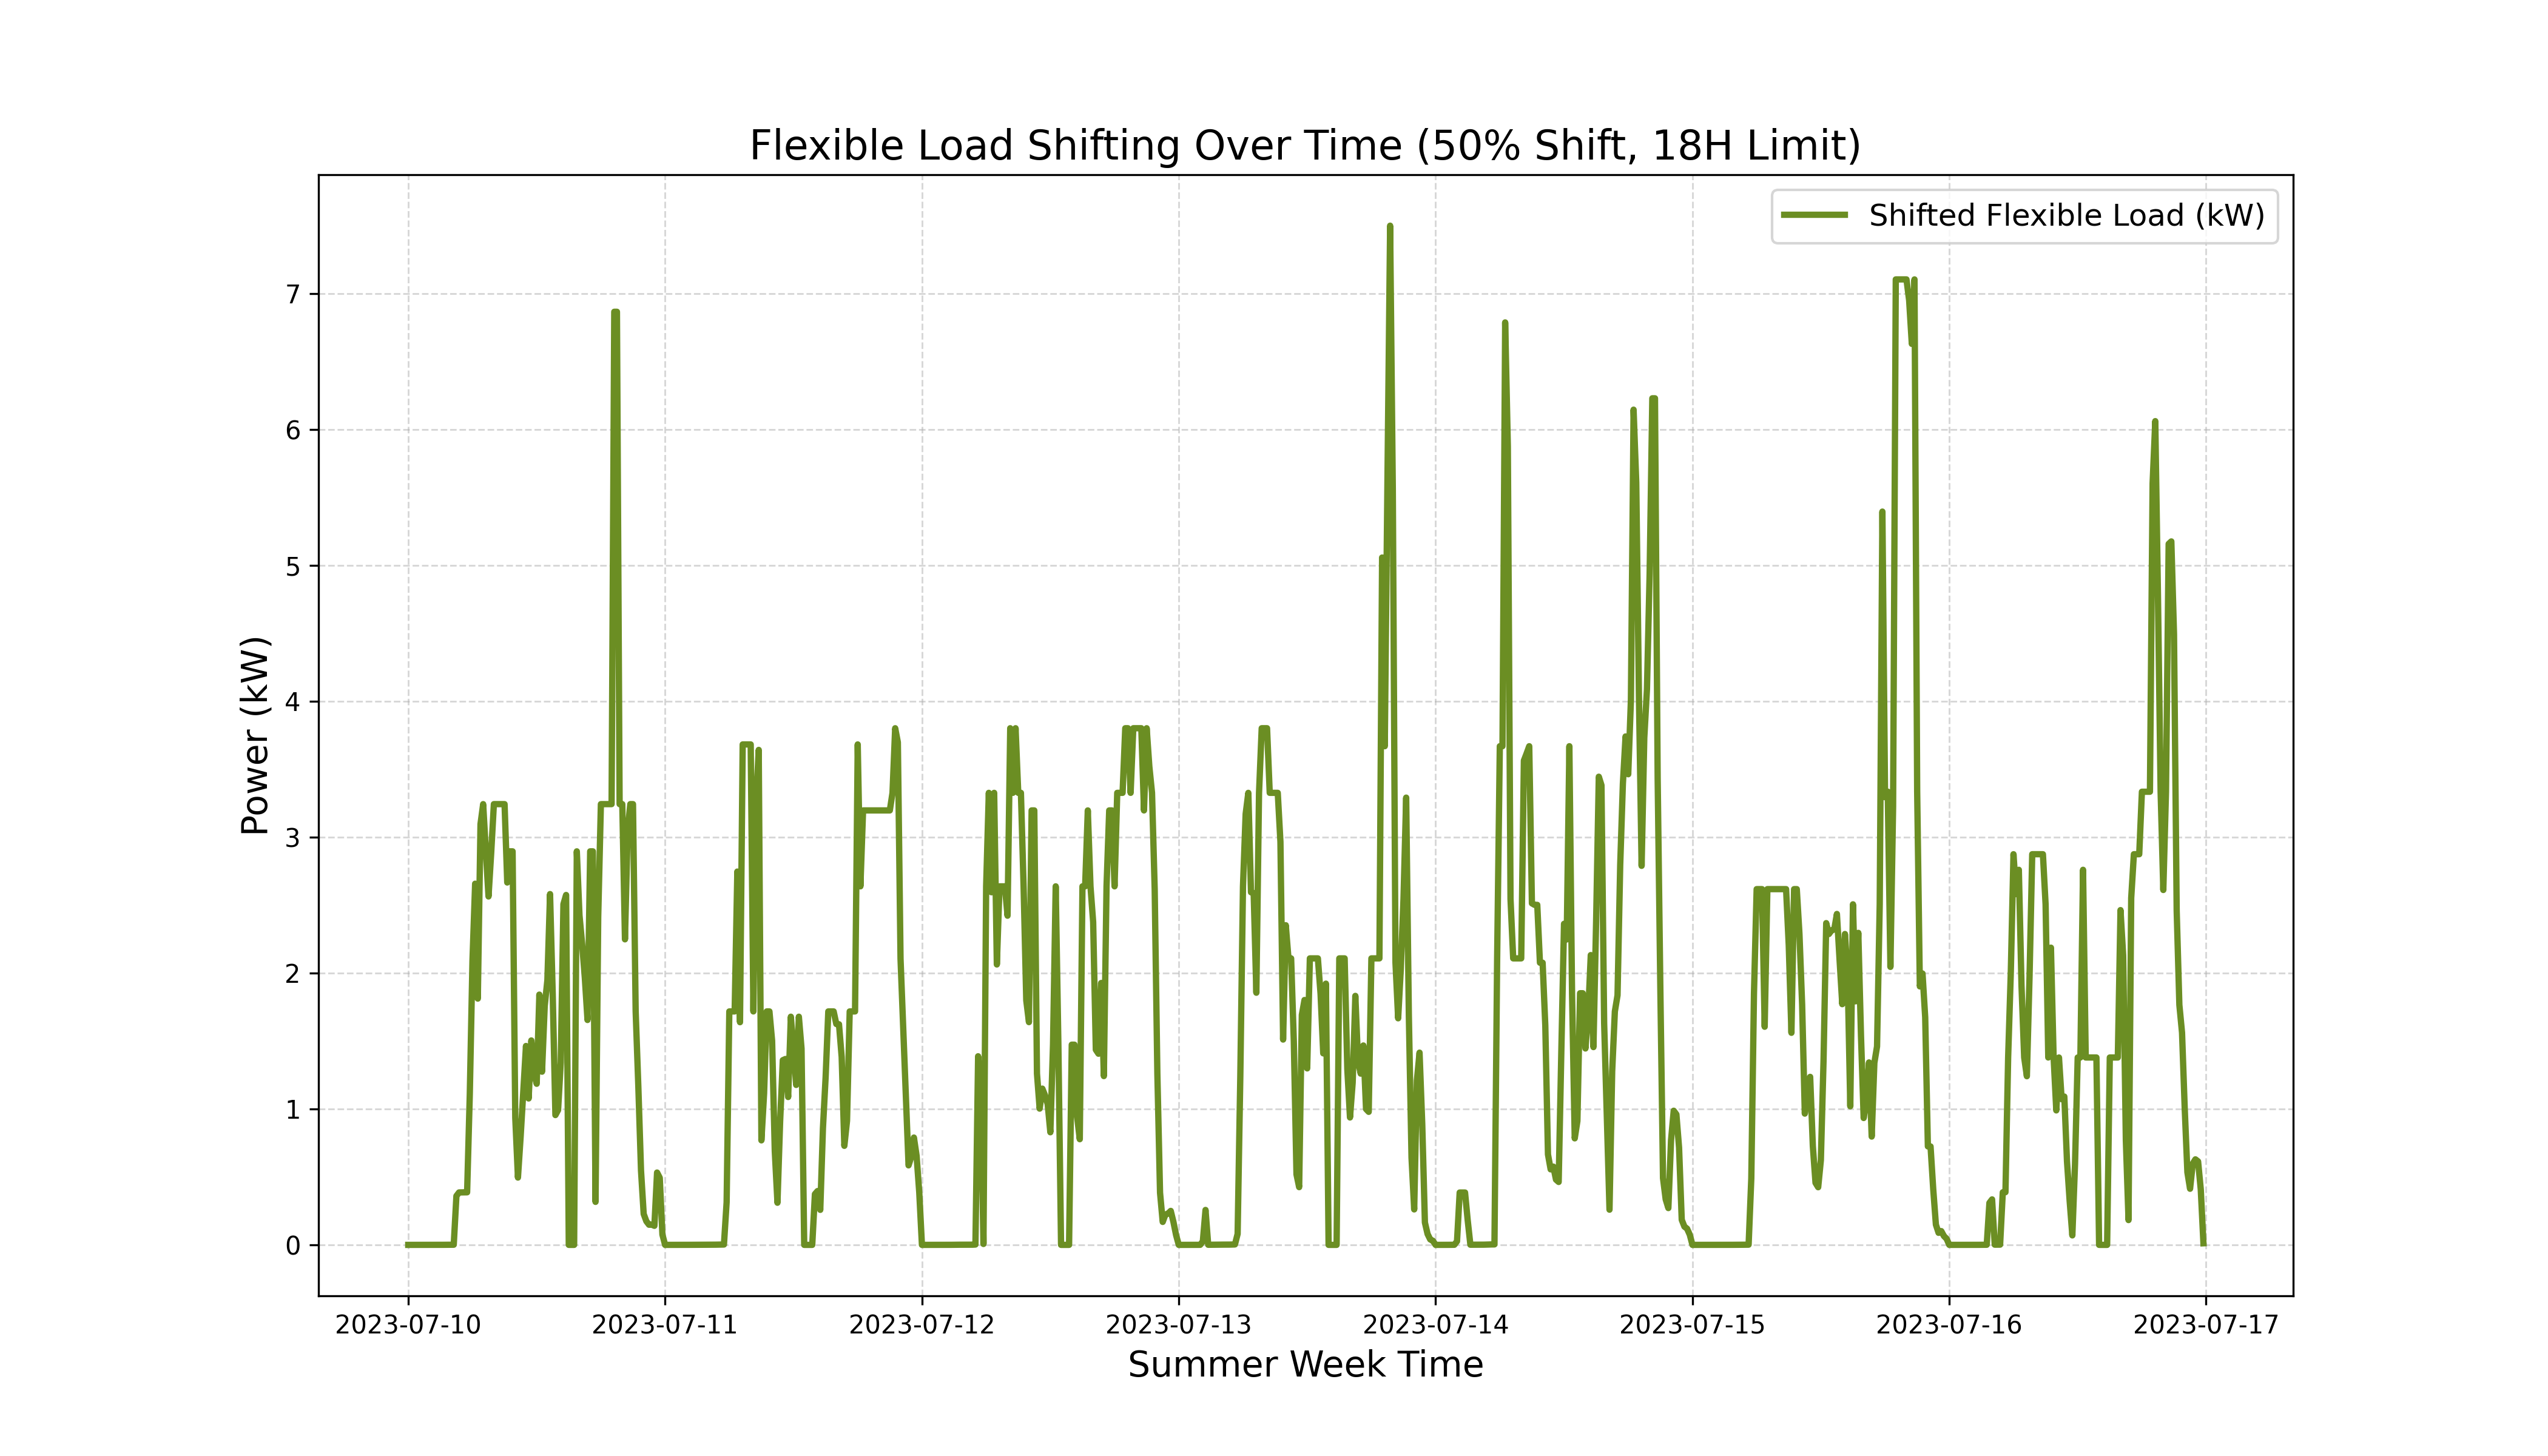 Flexible Load Shifting Over Time (50% Shift, 18H Limit)
Shifted Flexible Load (kW)
Power (kW)
7
6
5
4
3
2
1
0
2023-07-10 2023-07-11 2023-07-12 2023-07-13 2023-07-14 2023-07-15 2023-07-16 2023-07-17
Summer Week Time